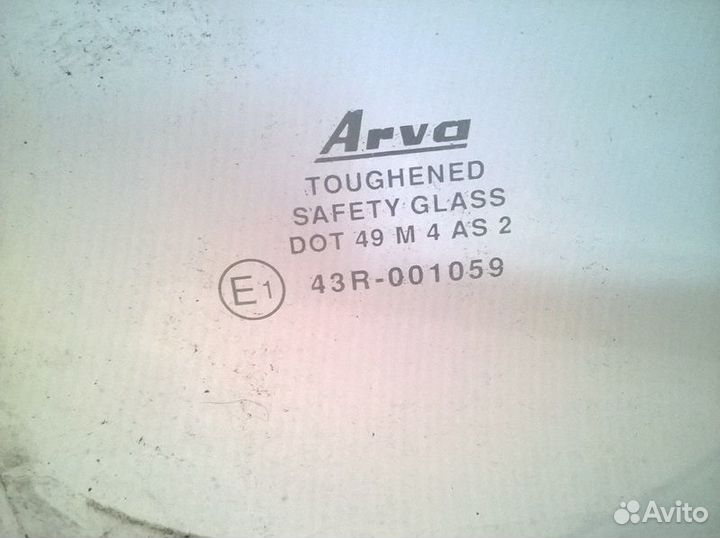 Arva
TOUGHENED
SAFETY GLASS
DOT 49 M 4 AS 2
E1 43R-001059
Avito